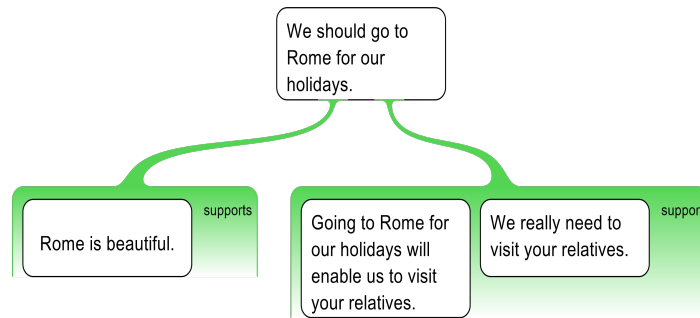 We should go to
Rome for our
holidays.
supports
Rome is beautiful.
Going to Rome for
our holidays will
enable us to visit
your relatives.
We really need to
visit your relatives.
suppor